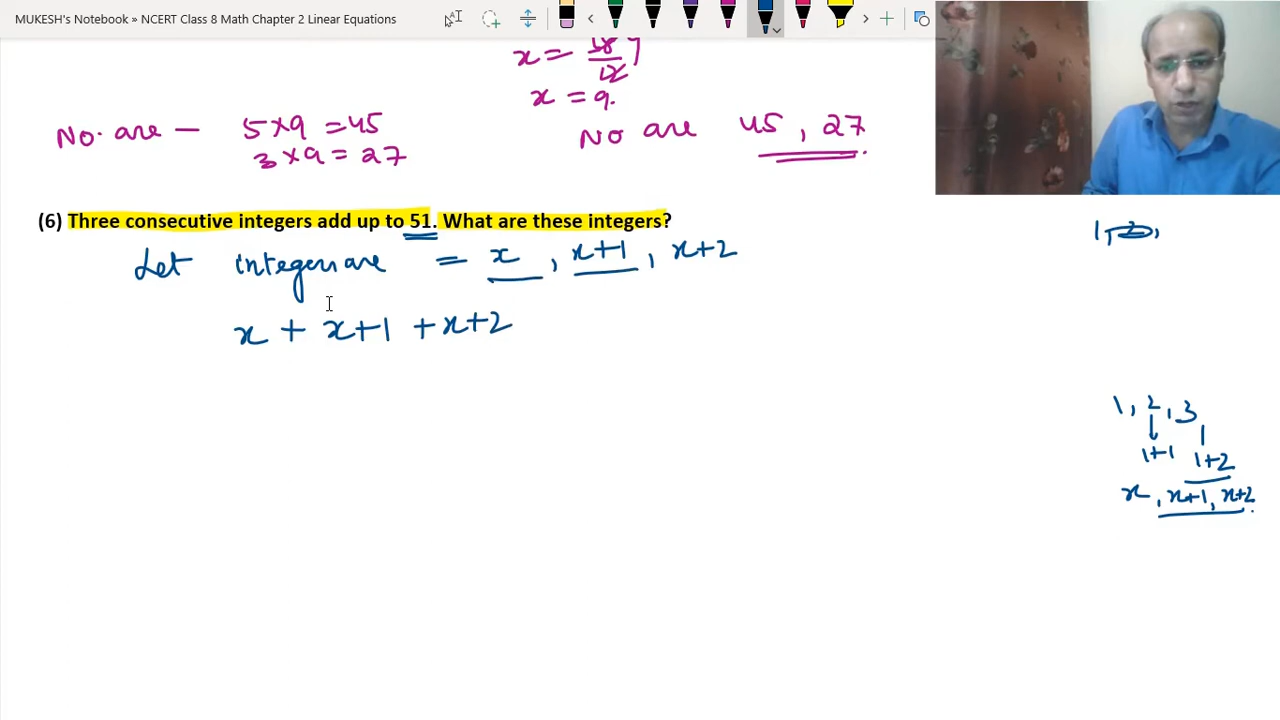 MUKESH's Notebook » NCERT Class 8 Math Chapter 2 Linear Equations
x = 18/12
x = 9.
No. are — 5×9 = 45
3×9 = 27
No are 45, 27
(6) Three consecutive integers add up to 51. What are these integers?
Let integers are = x, x+1, x+2
x + x+1 +x+2
1, 2, 3
1+1 1+2
x, x+1, x+2